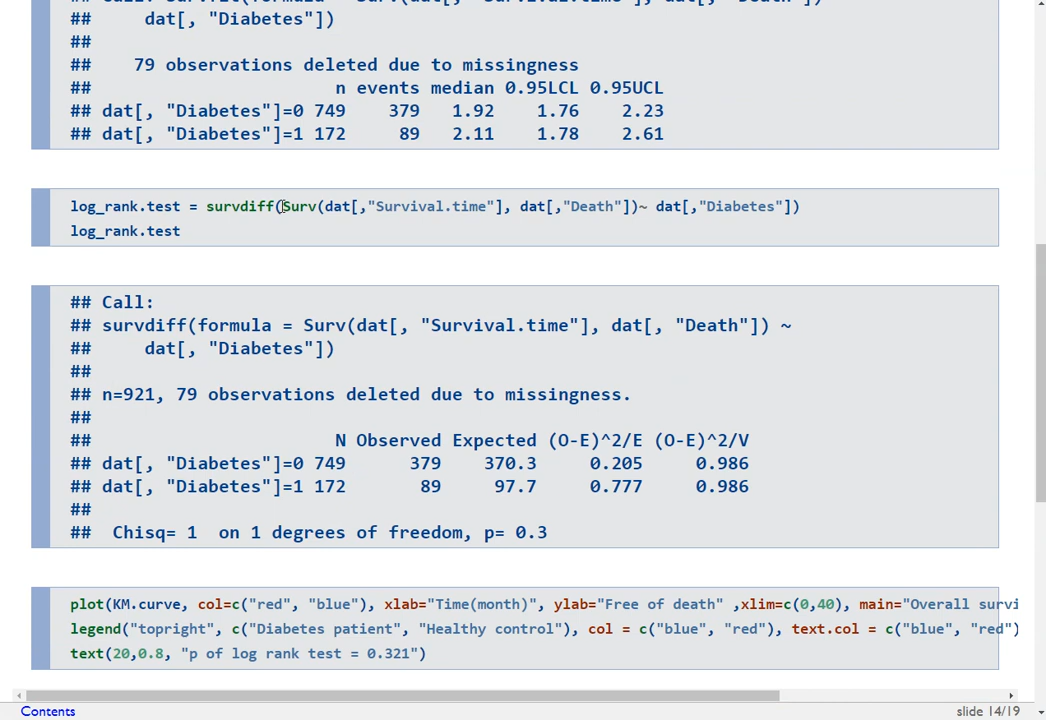 ##       dat[, "Diabetes"])
##
##    79 observations deleted due to missingness
##                          n events median 0.95LCL 0.95UCL
## dat[, "Diabetes"]=0 749    379   1.92    1.76    2.23
## dat[, "Diabetes"]=1 172     89   2.11    1.78    2.61
log_rank.test = survdiff(Surv(dat[,"Survival.time"], dat[,"Death"])~ dat[,"Diabetes"])
log_rank.test
## Call:
## survdiff(formula = Surv(dat[, "Survival.time"], dat[, "Death"]) ~
##     dat[, "Diabetes"])
##
## n=921, 79 observations deleted due to missingness.
##
##                       N Observed Expected (O-E)^2/E (O-E)^2/V
## dat[, "Diabetes"]=0 749      379    370.3     0.205     0.986
## dat[, "Diabetes"]=1 172       89     97.7     0.777     0.986
##
##  Chisq= 1  on 1 degrees of freedom, p= 0.3
plot(KM.curve, col=c("red", "blue"), xlab="Time(month)", ylab="Free of death" ,xlim=c(0,40), main="Overall survi
legend("topright", c("Diabetes patient", "Healthy control"), col = c("blue", "red"), text.col = c("blue", "red")
text(20,0.8, "p of log rank test = 0.321")
Contents
slide 14/19